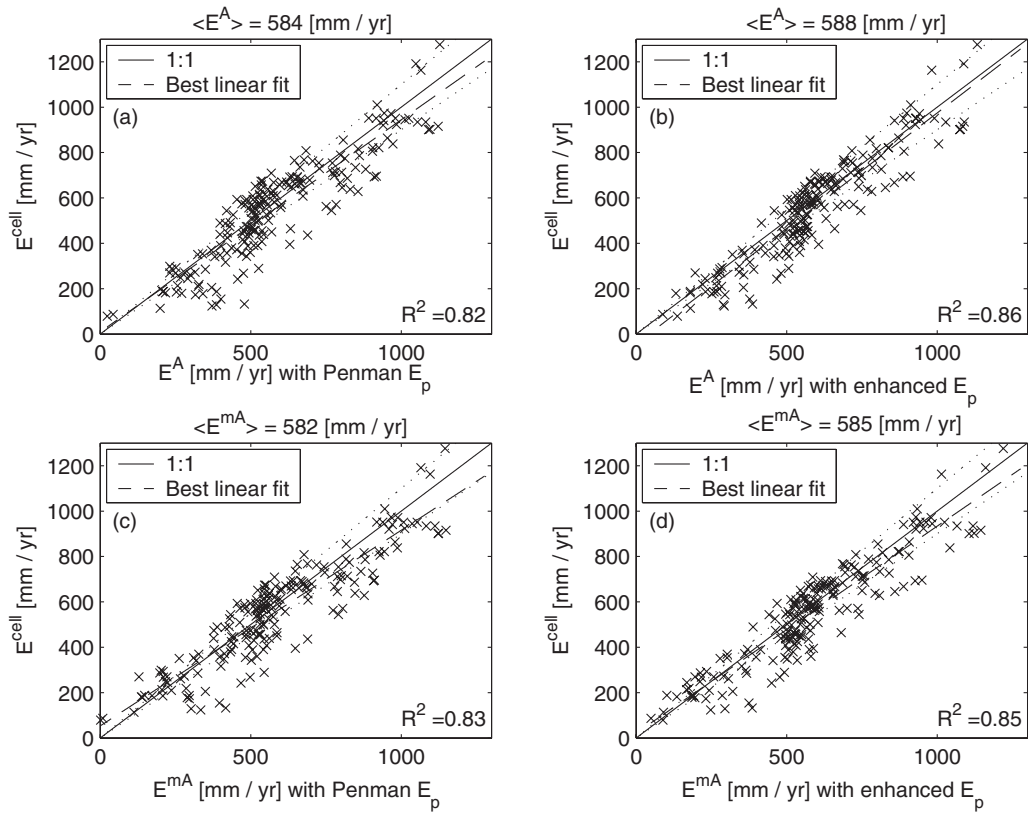 <E^A> = 584 [mm / yr]
1:1
Best linear fit
(a)
R^2 =0.82
E^cell [mm / yr]
0
200
400
600
800
1000
1200
0
500
1000
E^A [mm / yr] with Penman E_p
<E^A> = 588 [mm / yr]
1:1
Best linear fit
(b)
R^2 =0.86
E^cell [mm / yr]
0
200
400
600
800
1000
1200
0
500
1000
E^A [mm / yr] with enhanced E_p
<E^mA> = 582 [mm / yr]
1:1
Best linear fit
(c)
R^2 =0.83
E^cell [mm / yr]
0
200
400
600
800
1000
1200
0
500
1000
E^mA [mm / yr] with Penman E_p
<E^mA> = 585 [mm / yr]
1:1
Best linear fit
(d)
R^2 =0.85
E^cell [mm / yr]
0
200
400
600
800
1000
1200
0
500
1000
E^mA [mm / yr] with enhanced E_p